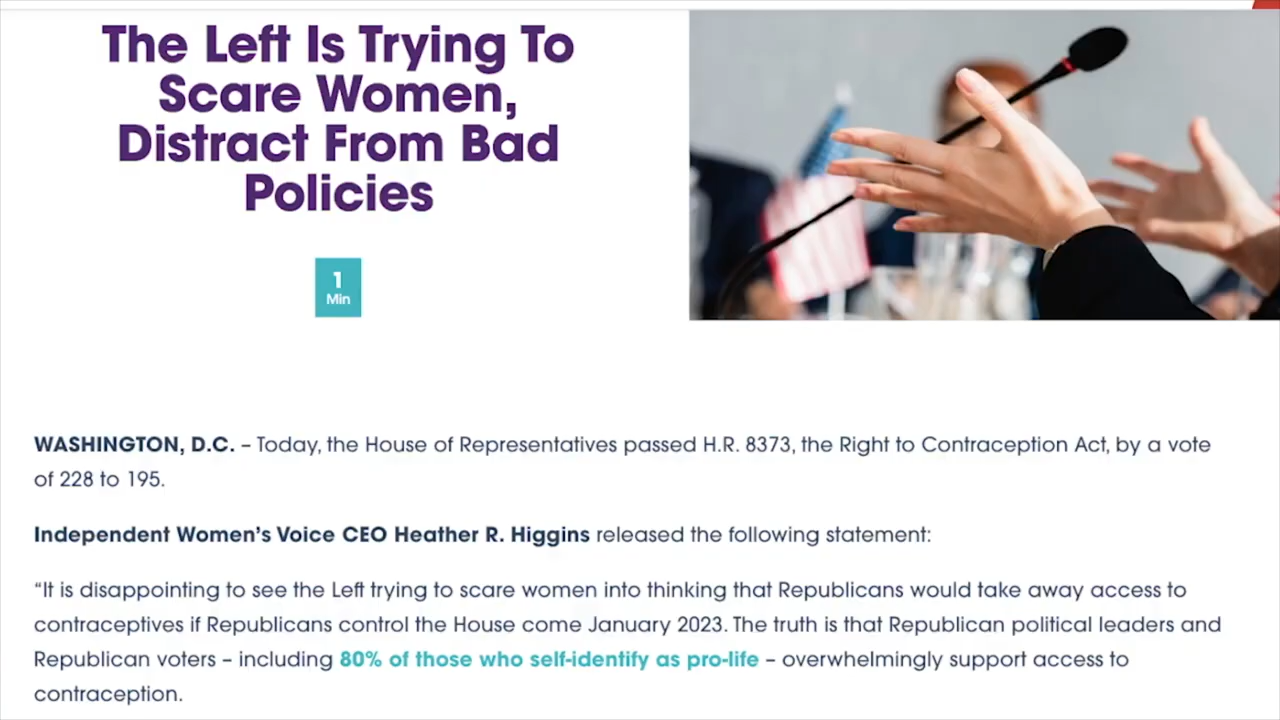 The Left Is Trying To
Scare Women,
Distract From Bad
Policies
1
Min
WASHINGTON, D.C. – Today, the House of Representatives passed H.R. 8373, the Right to Contraception Act, by a vote
of 228 to 195.
Independent Women’s Voice CEO Heather R. Higgins released the following statement:
“It is disappointing to see the Left trying to scare women into thinking that Republicans would take away access to
contraceptives if Republicans control the House come January 2023. The truth is that Republican political leaders and
Republican voters – including 80% of those who self-identify as pro-life – overwhelmingly support access to
contraception.